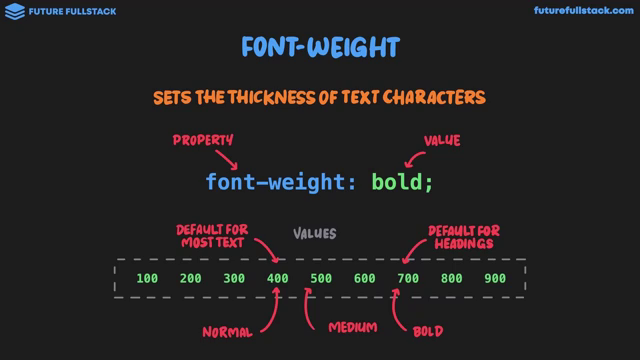 FUTURE FULLSTACK
futurefullstack.com
FONT-WEIGHT
SETS THE THICKNESS OF TEXT CHARACTERS
PROPERTY
VALUE
font-weight: bold;
DEFAULT FOR
MOST TEXT
VALUES
DEFAULT FOR
HEADINGS
100 200 300 400 500 600 700 800 900
NORMAL
MEDIUM
BOLD